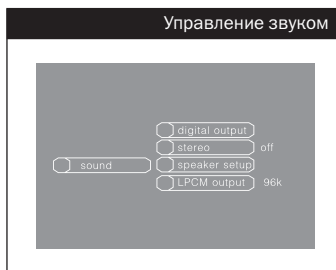 Управление звуком
digital output
stereo off
sound speaker setup
LPCM output 96k